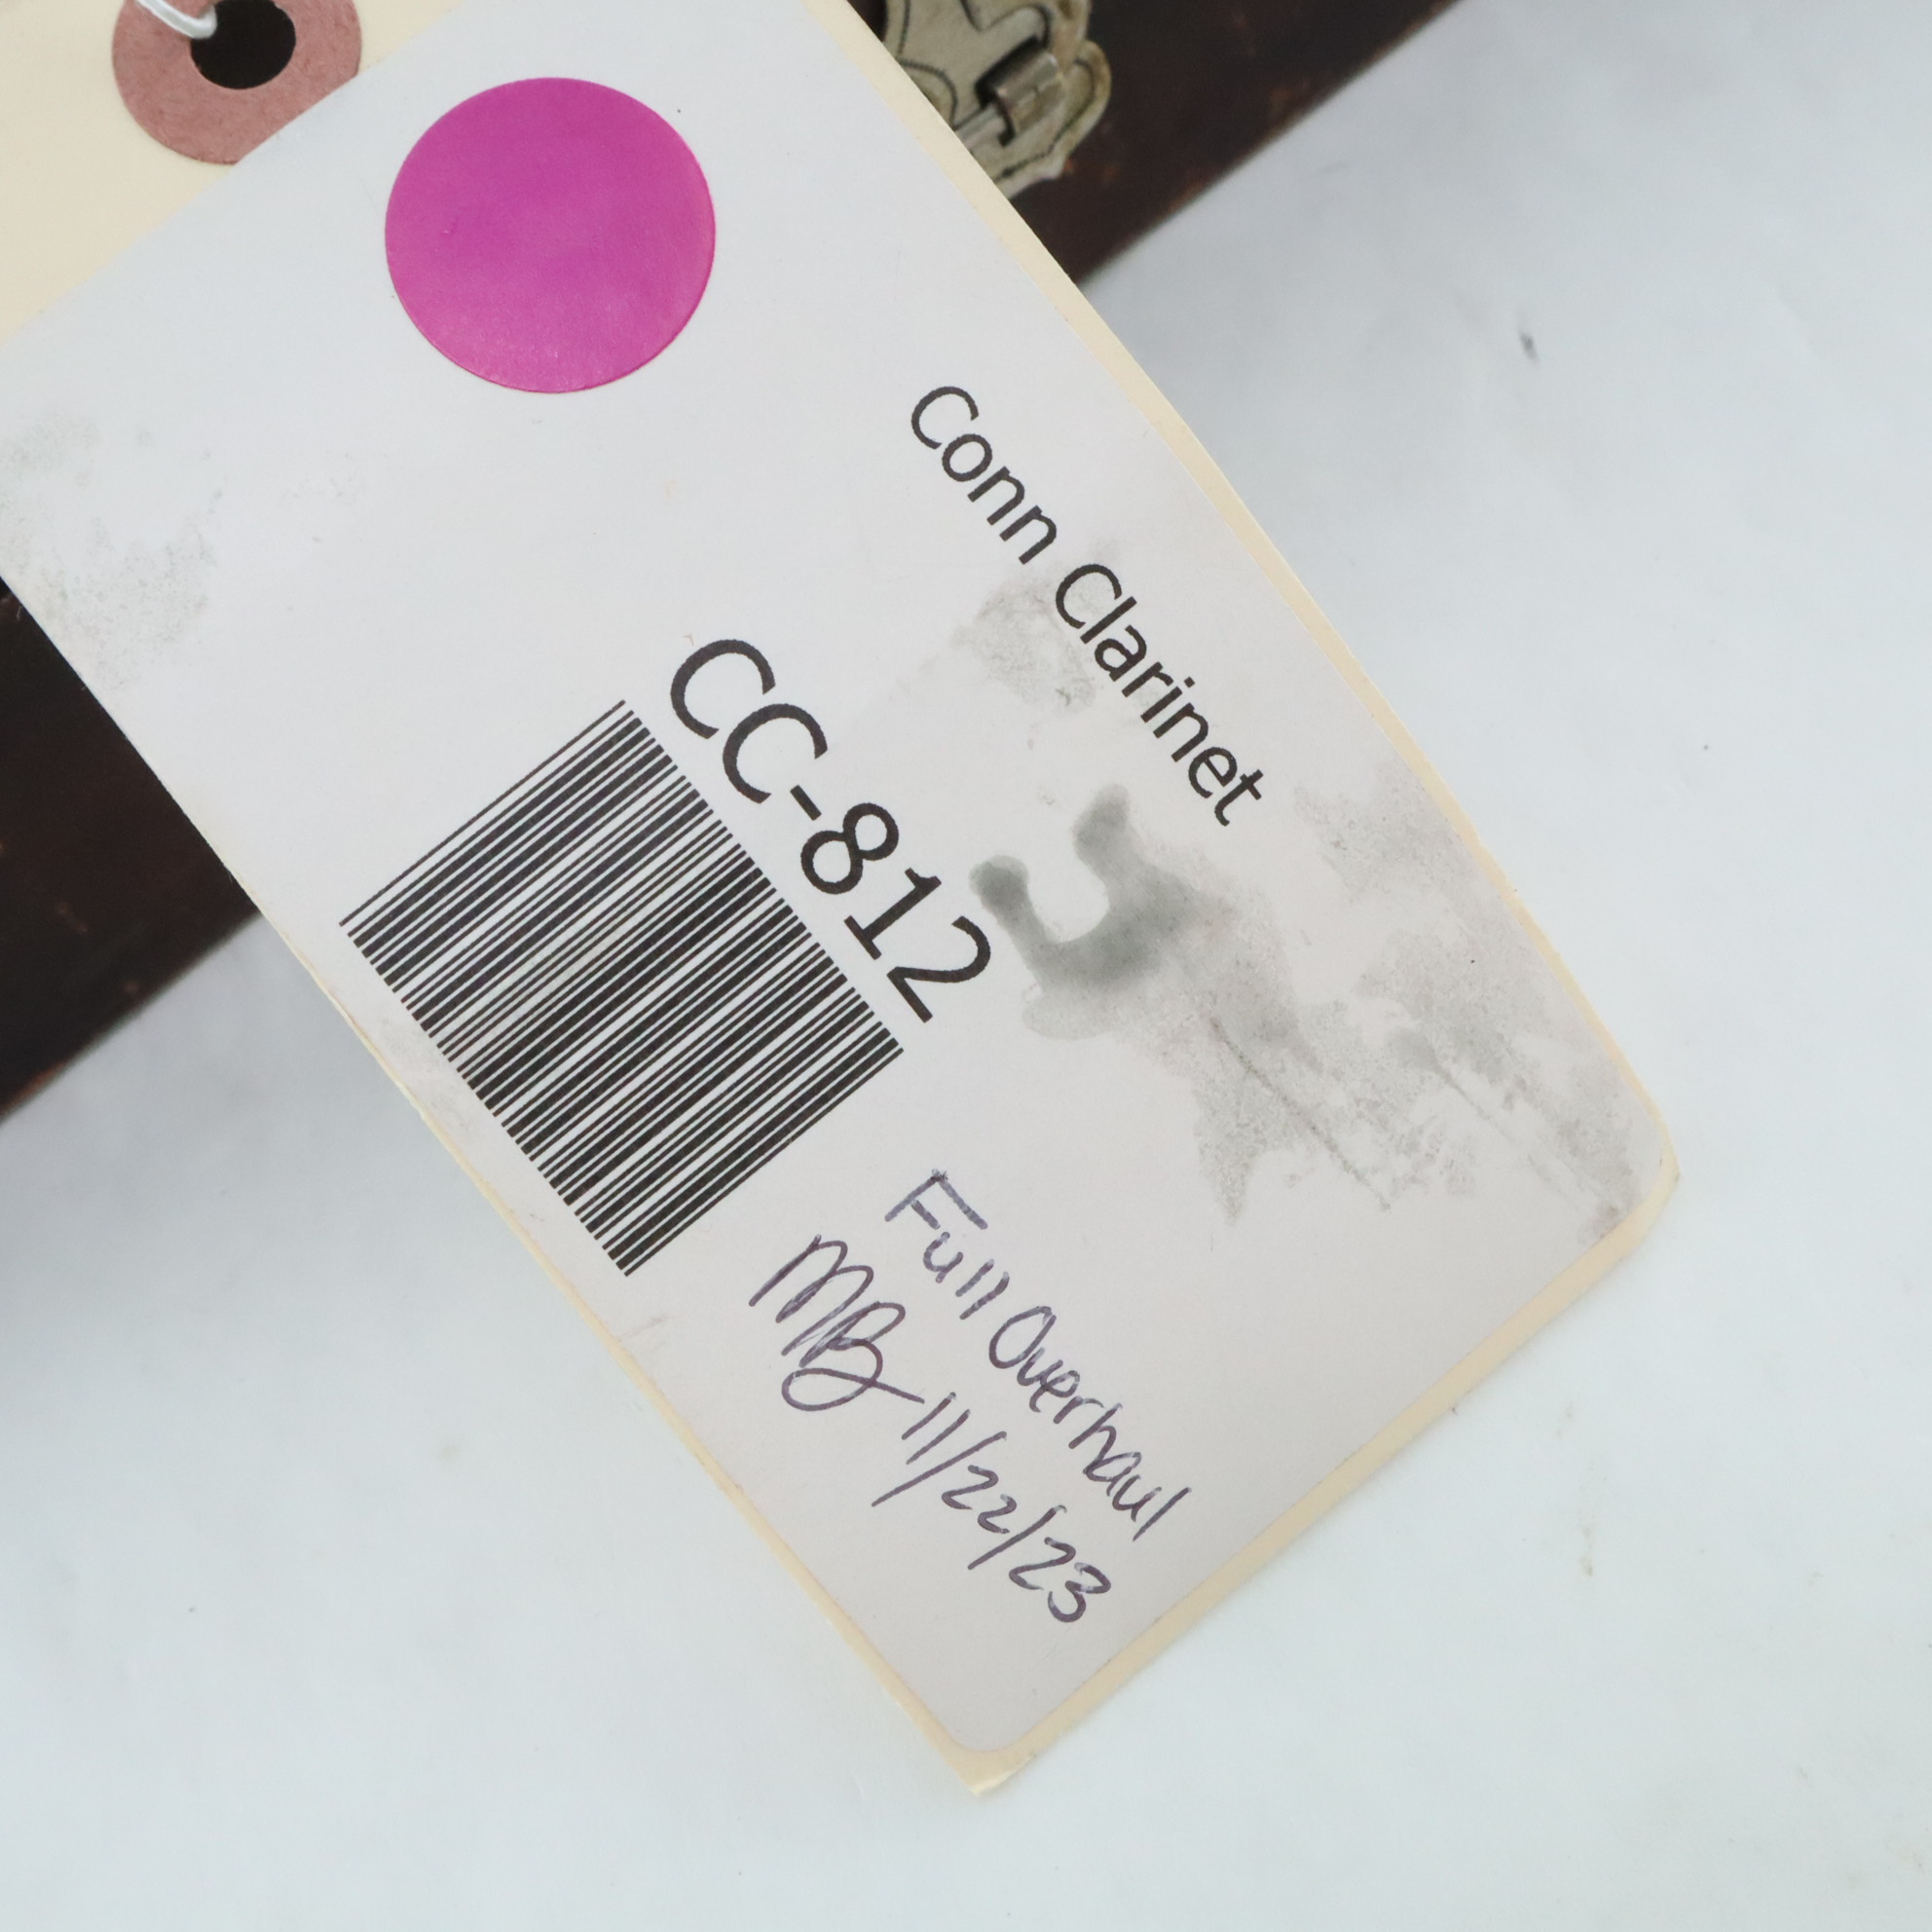 Conn Clarinet
CC-812
Full Overhaul
MB 11/22/23